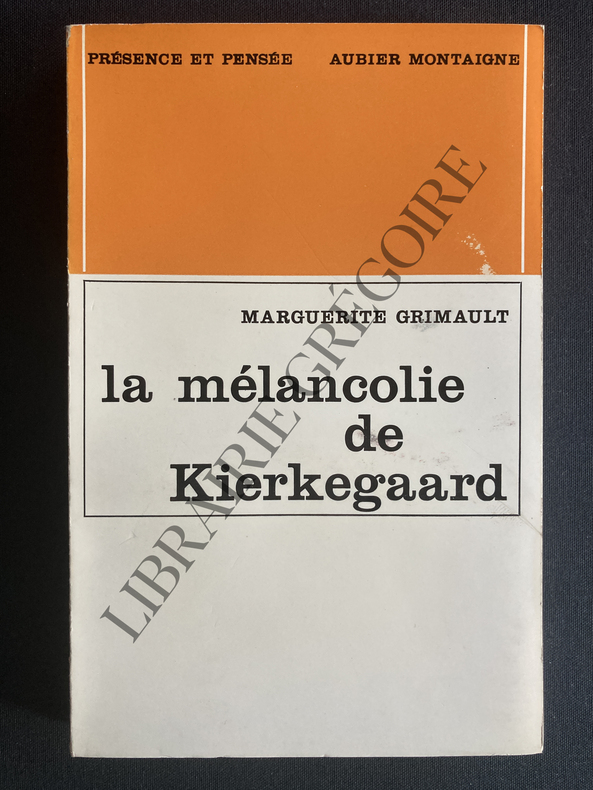 PRÉSENCE ET PENSÉE AUBIER MONTAIGNE
MARGUERITE GRIMAULT
la mélancolie
de
Kierkegaard
LIBRAIRIE GRÉGOIRE